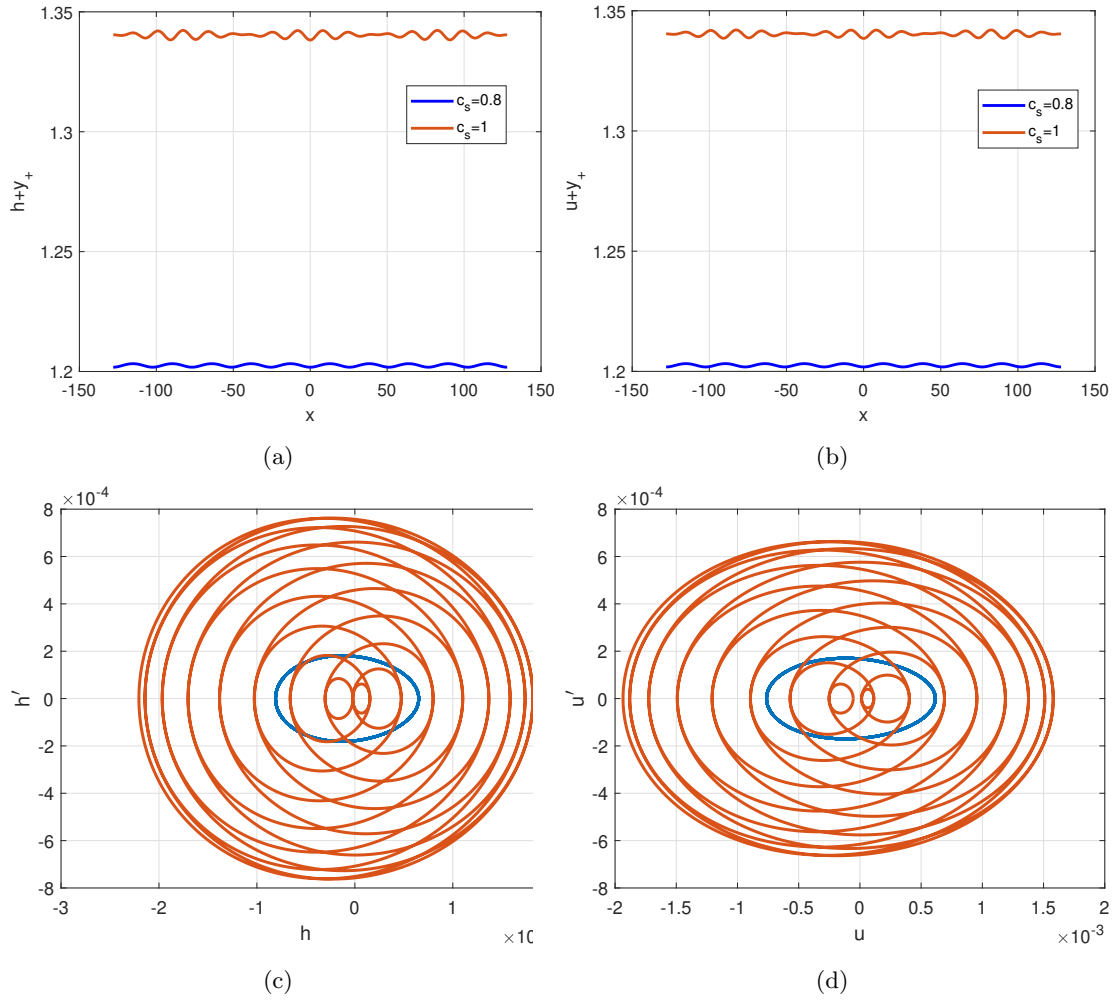 1.35
1.3
1.25
1.2
h+y+
-150 -100 -50 0 50 100 150
x
c_s=0.8
c_s=1
(a)
1.35
1.3
1.25
1.2
u+y+
-150 -100 -50 0 50 100 150
x
c_s=0.8
c_s=1
(b)
×10^-4
8
6
4
2
0
-2
-4
-6
-8
h′
-3 -2 -1 0 1
h
×10
(c)
×10^-4
8
6
4
2
0
-2
-4
-6
-8
u′
-2 -1.5 -1 -0.5 0 0.5 1 1.5 2
u
×10^-3
(d)